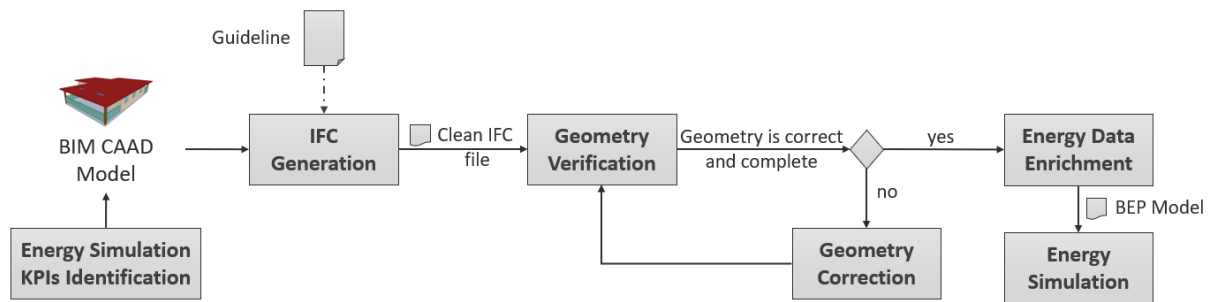 Guideline
BIM CAAD
Model
Energy Simulation
KPIs Identification
IFC
Generation
Clean IFC
file
Geometry
Verification
Geometry is correct
and complete
yes
no
Geometry
Correction
Energy Data
Enrichment
BEP Model
Energy
Simulation